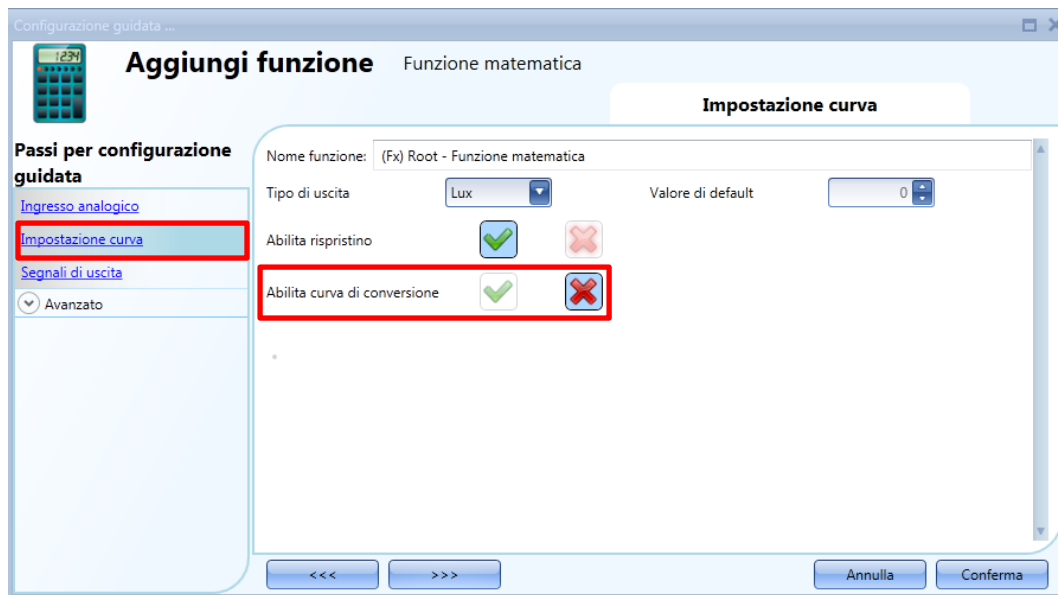 Configurazione guidata ...
1234
Aggiungi funzione Funzione matematica
Impostazione curva
Passi per configurazione
guidata
Ingresso analogico
Impostazione curva
Segnali di uscita
Avanzato
Nome funzione: (Fx) Root - Funzione matematica
Tipo di uscita Lux Valore di default 0
Abilita rispristino
Abilita curva di conversione
<<< >>> Annulla Conferma